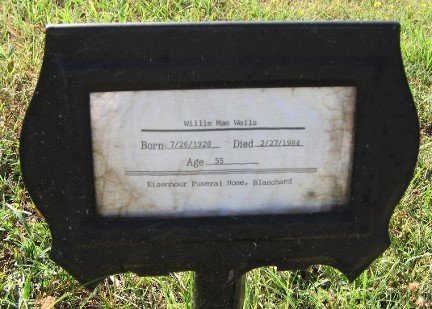 Willie Mae Wells
Born 7/26/1928 Died 2/27/1984
Age 55
Eisenhour Funeral Home, Blanchard